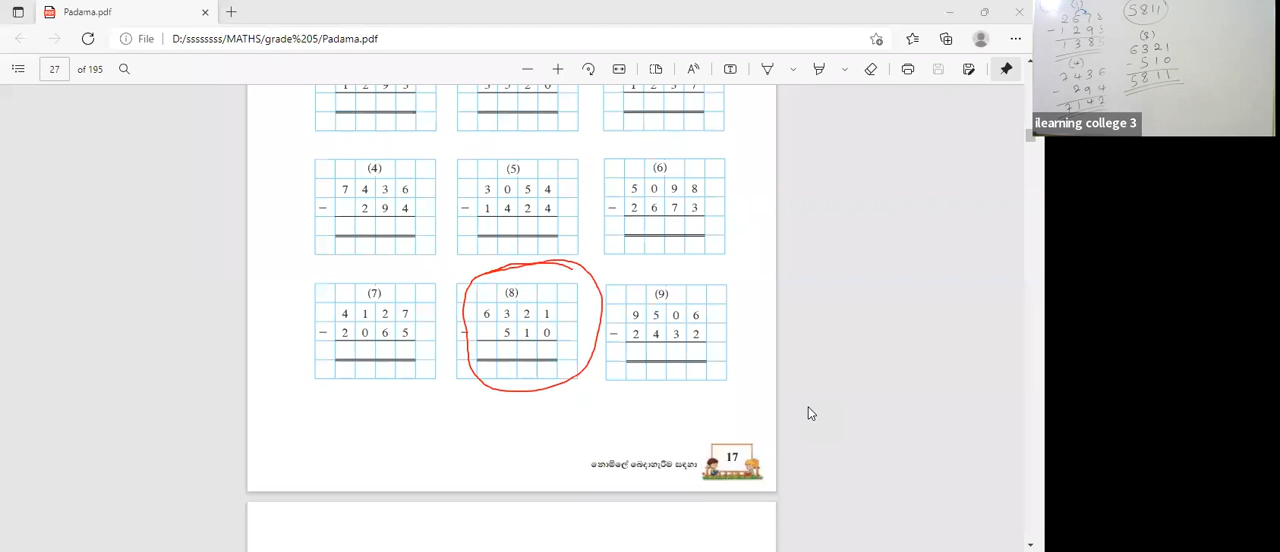 Padama.pdf
File
D:/ssssssss/MATHS/grade%205/Padama.pdf
27 of 195
ilearning college 3
5811
(8)
6321
- 510
5811
(4)
- 294
(4)
7 4 3 6
− 2 9 4
(5)
3 0 5 4
− 1 4 2 4
(6)
5 0 9 8
− 2 6 7 3
(7)
4 1 2 7
− 2 0 6 5
(8)
6 3 2 1
− 5 1 0
(9)
9 5 0 6
− 2 4 3 2
නොමිලේ බෙදාහැරීම සඳහා
17